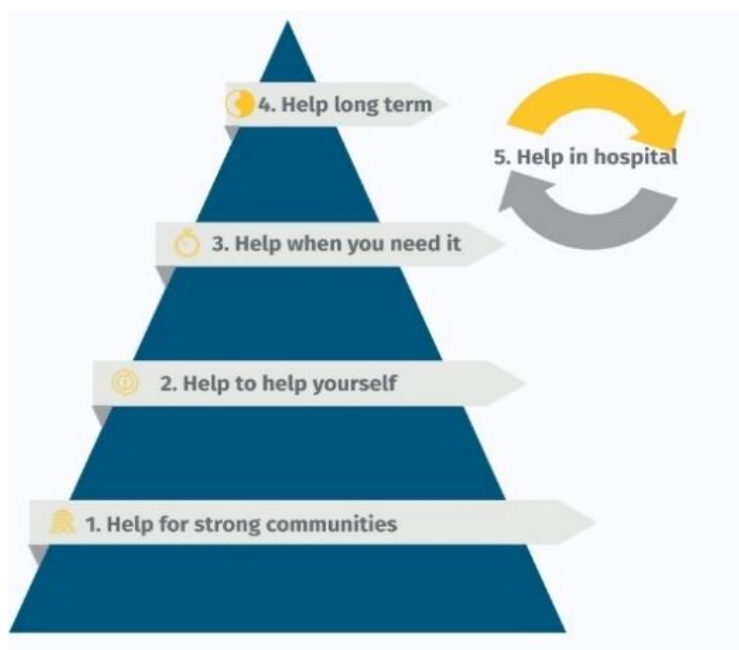 4. Help long term
5. Help in hospital
3. Help when you need it
2. Help to help yourself
1. Help for strong communities